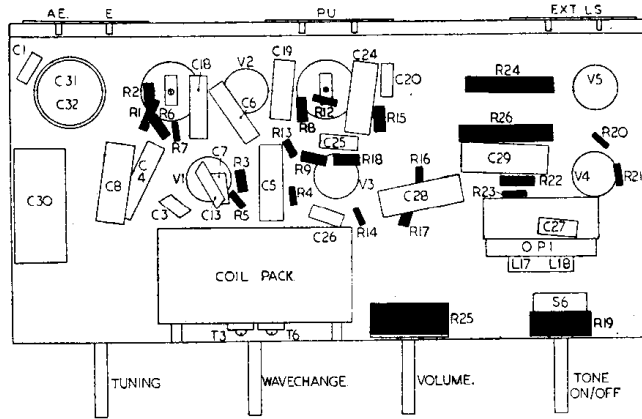 A.E. E PU EXT LS
C1 C31 C32 R2 C18 V2 C19 C24 C20 R24 V5
R1 R6 R7 C6 R8 R12 R15 R26 R20
C30 C8 C4 V1 C7 R3 R13 R9 C25 R18 R16 C29 V4 R21
C3 C13 R5 C5 R4 V3 C28 R22 R23
C26 R14 R17 C27
OP1
L17 L18
COIL PACK
S6
R25 R19
T3 T6
TUNING WAVECHANGE. VOLUME. TONE
ON/OFF